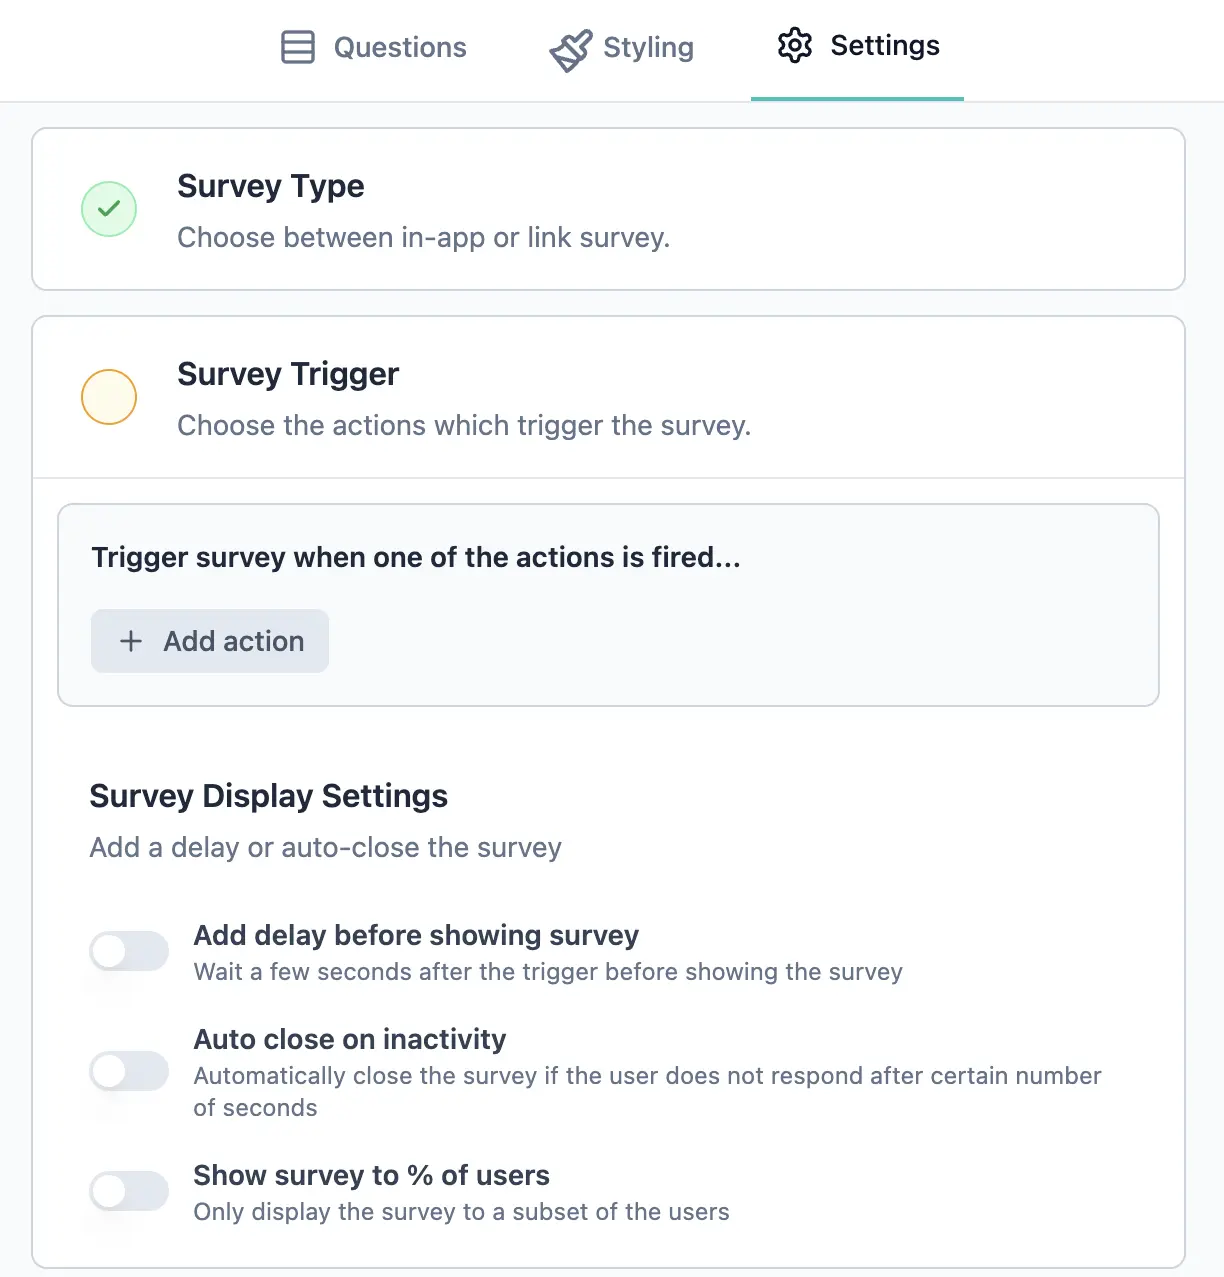 Questions
Styling
Settings
Survey Type
Choose between in-app or link survey.
Survey Trigger
Choose the actions which trigger the survey.
Trigger survey when one of the actions is fired...
+ Add action
Survey Display Settings
Add a delay or auto-close the survey
Add delay before showing survey
Wait a few seconds after the trigger before showing the survey
Auto close on inactivity
Automatically close the survey if the user does not respond after certain number
of seconds
Show survey to % of users
Only display the survey to a subset of the users